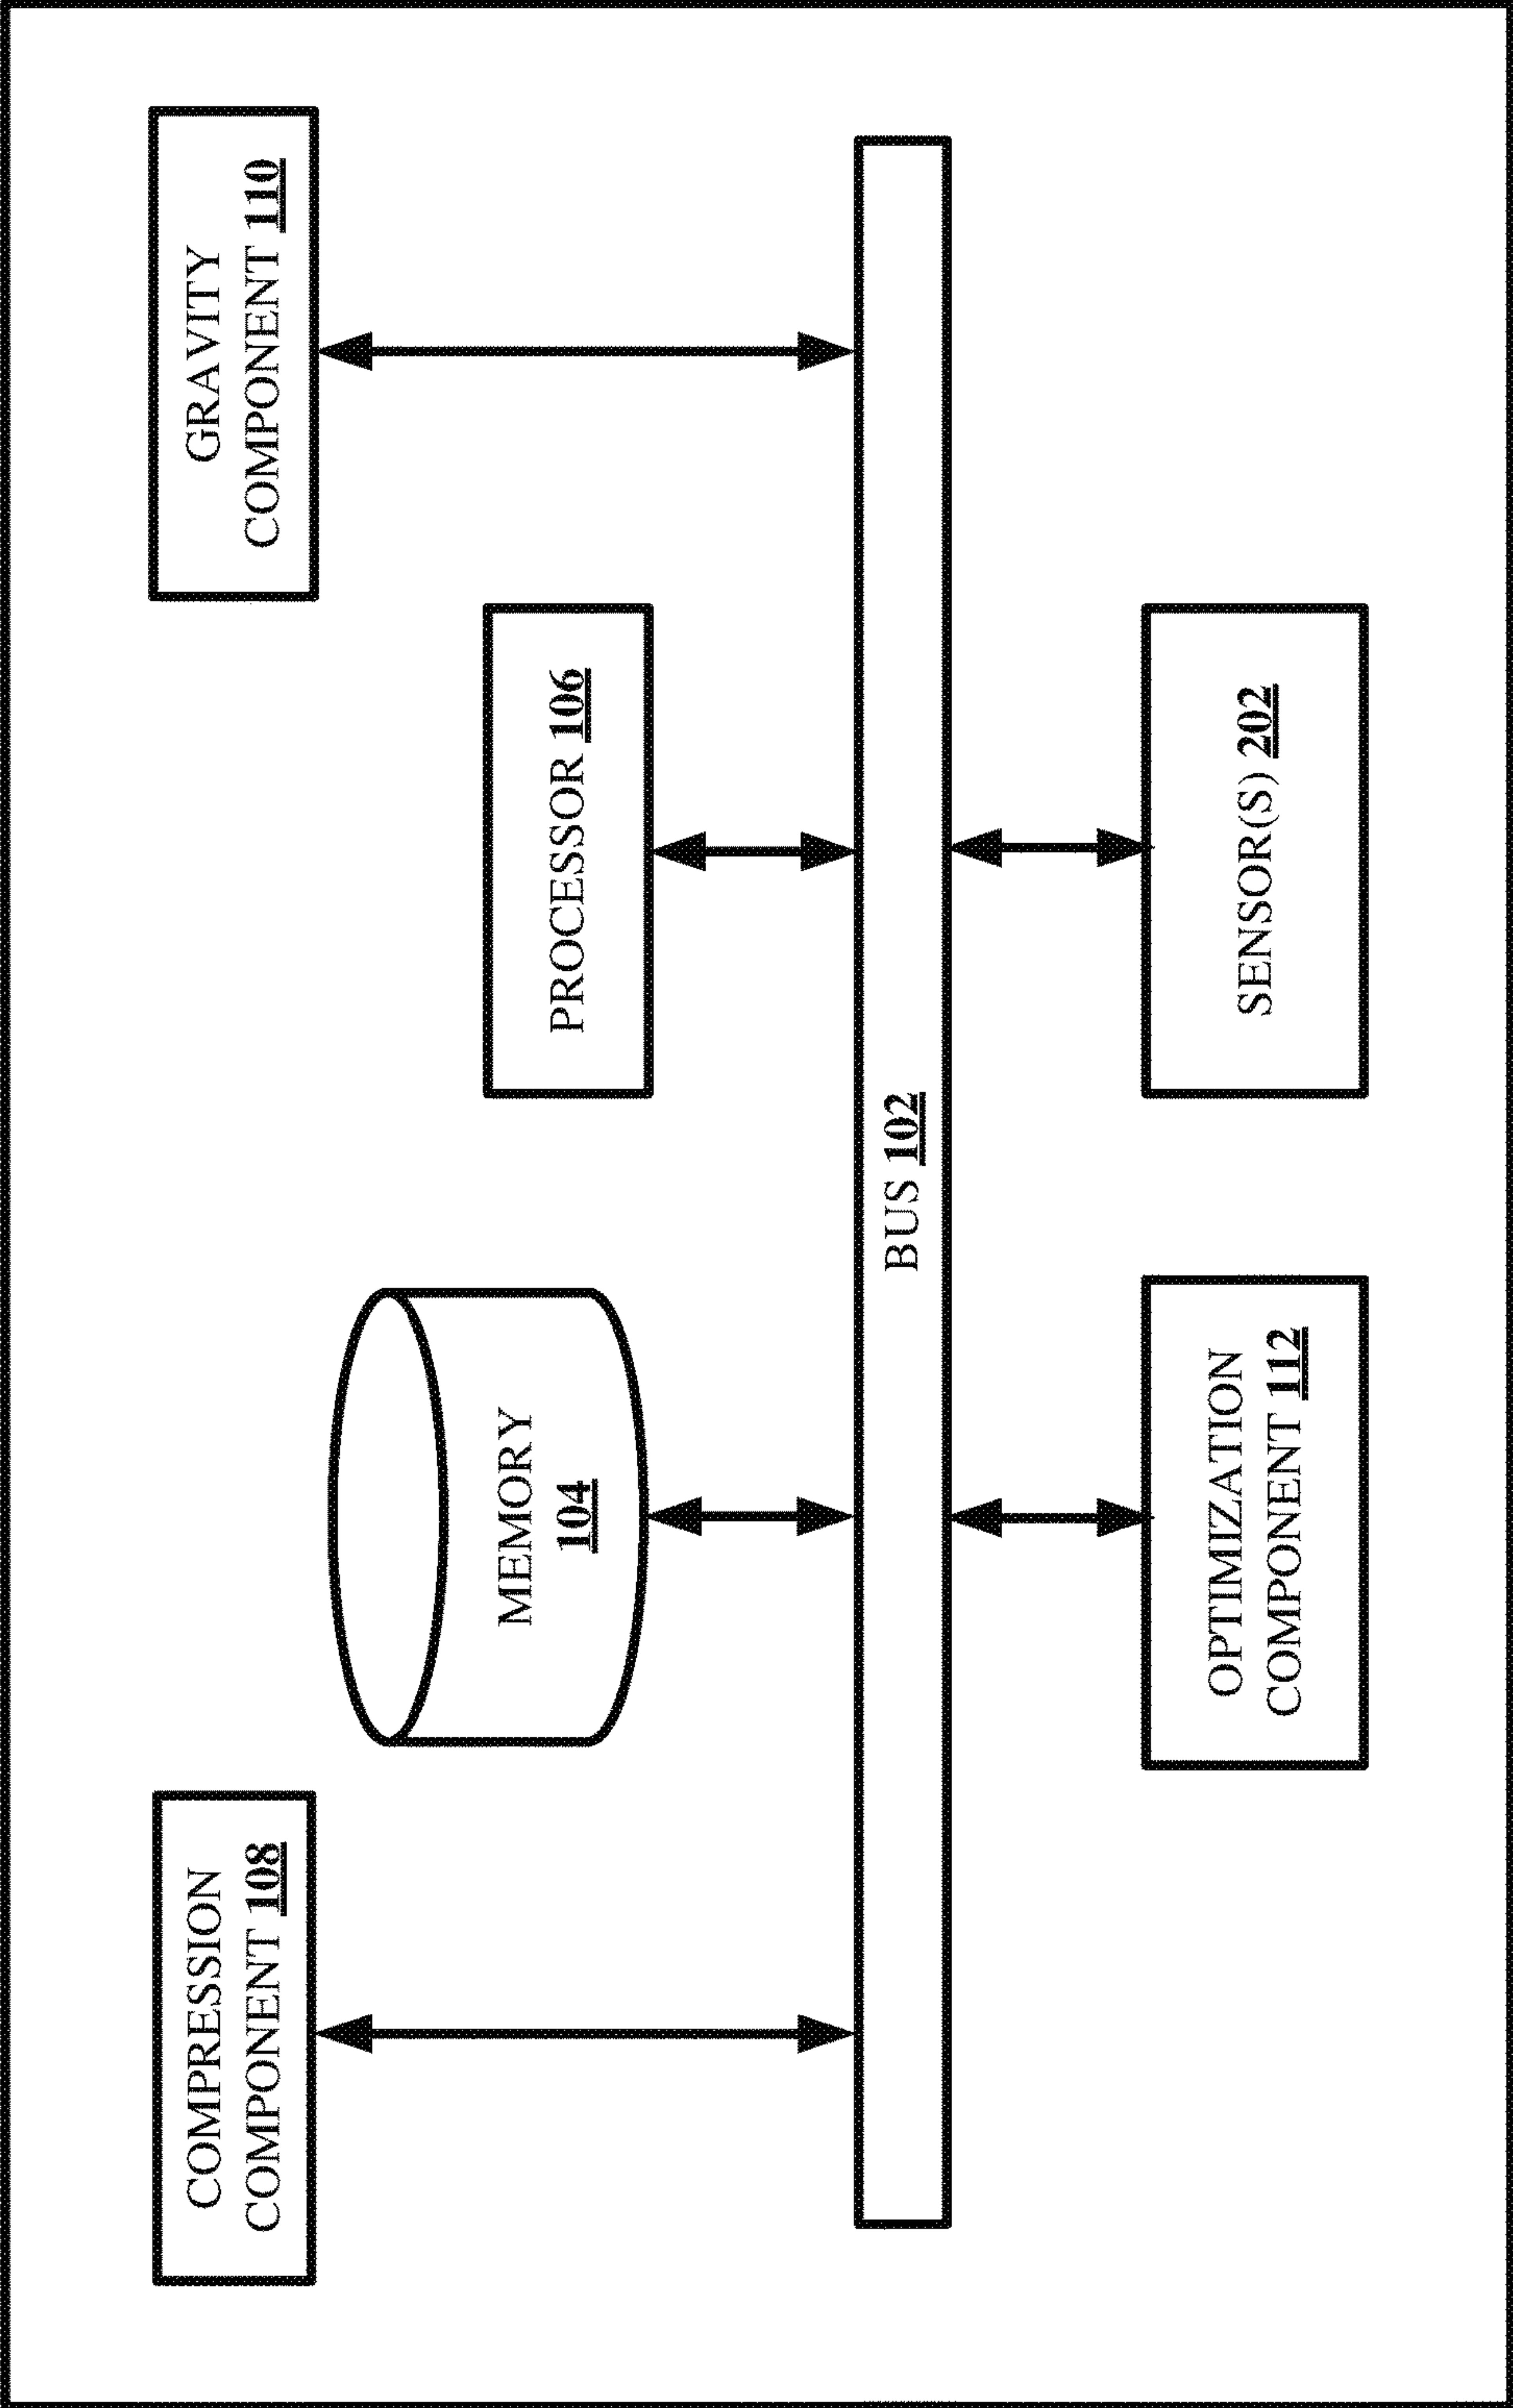 COMPRESSION
COMPONENT 108
GRAVITY
COMPONENT 110
MEMORY
104
PROCESSOR 106
BUS 102
OPTIMIZATION
COMPONENT 112
SENSOR(S) 202